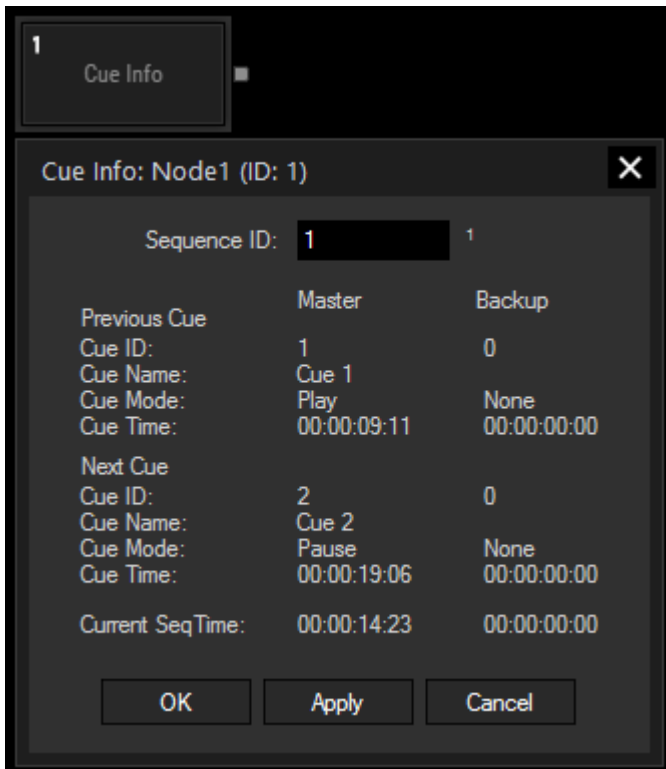 1
Cue Info
Cue Info: Node1 (ID: 1)
Sequence ID: 1 1
Master Backup
Previous Cue
Cue ID: 1 0
Cue Name: Cue 1
Cue Mode: Play None
Cue Time: 00:00:09:11 00:00:00:00
Next Cue
Cue ID: 2 0
Cue Name: Cue 2
Cue Mode: Pause None
Cue Time: 00:00:19:06 00:00:00:00
Current SeqTime: 00:00:14:23 00:00:00:00
OK Apply Cancel